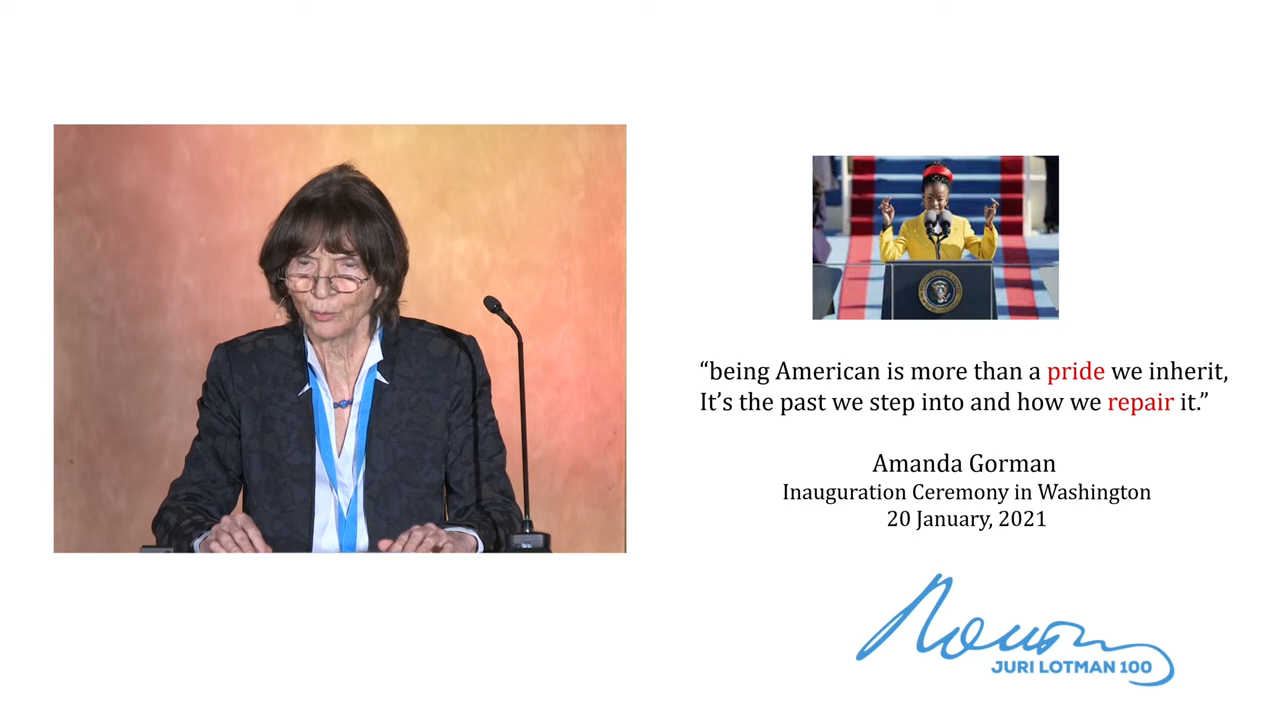 “being American is more than a pride we inherit,
It’s the past we step into and how we repair it.”
Amanda Gorman
Inauguration Ceremony in Washington
20 January, 2021
JURI LOTMAN 100